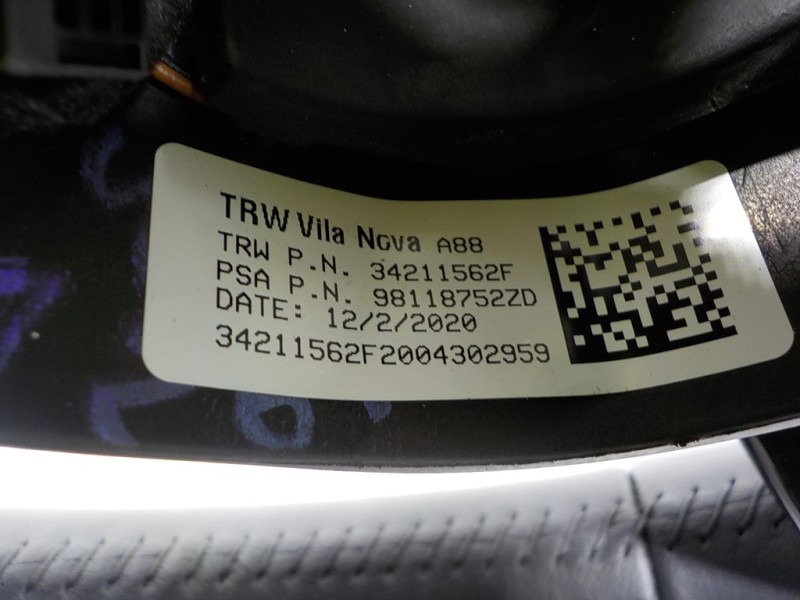 TRW Vila Nova A88
TRW P.N. 34211562F
PSA P.N. 98118752ZD
DATE: 12/2/2020
34211562F2004302959